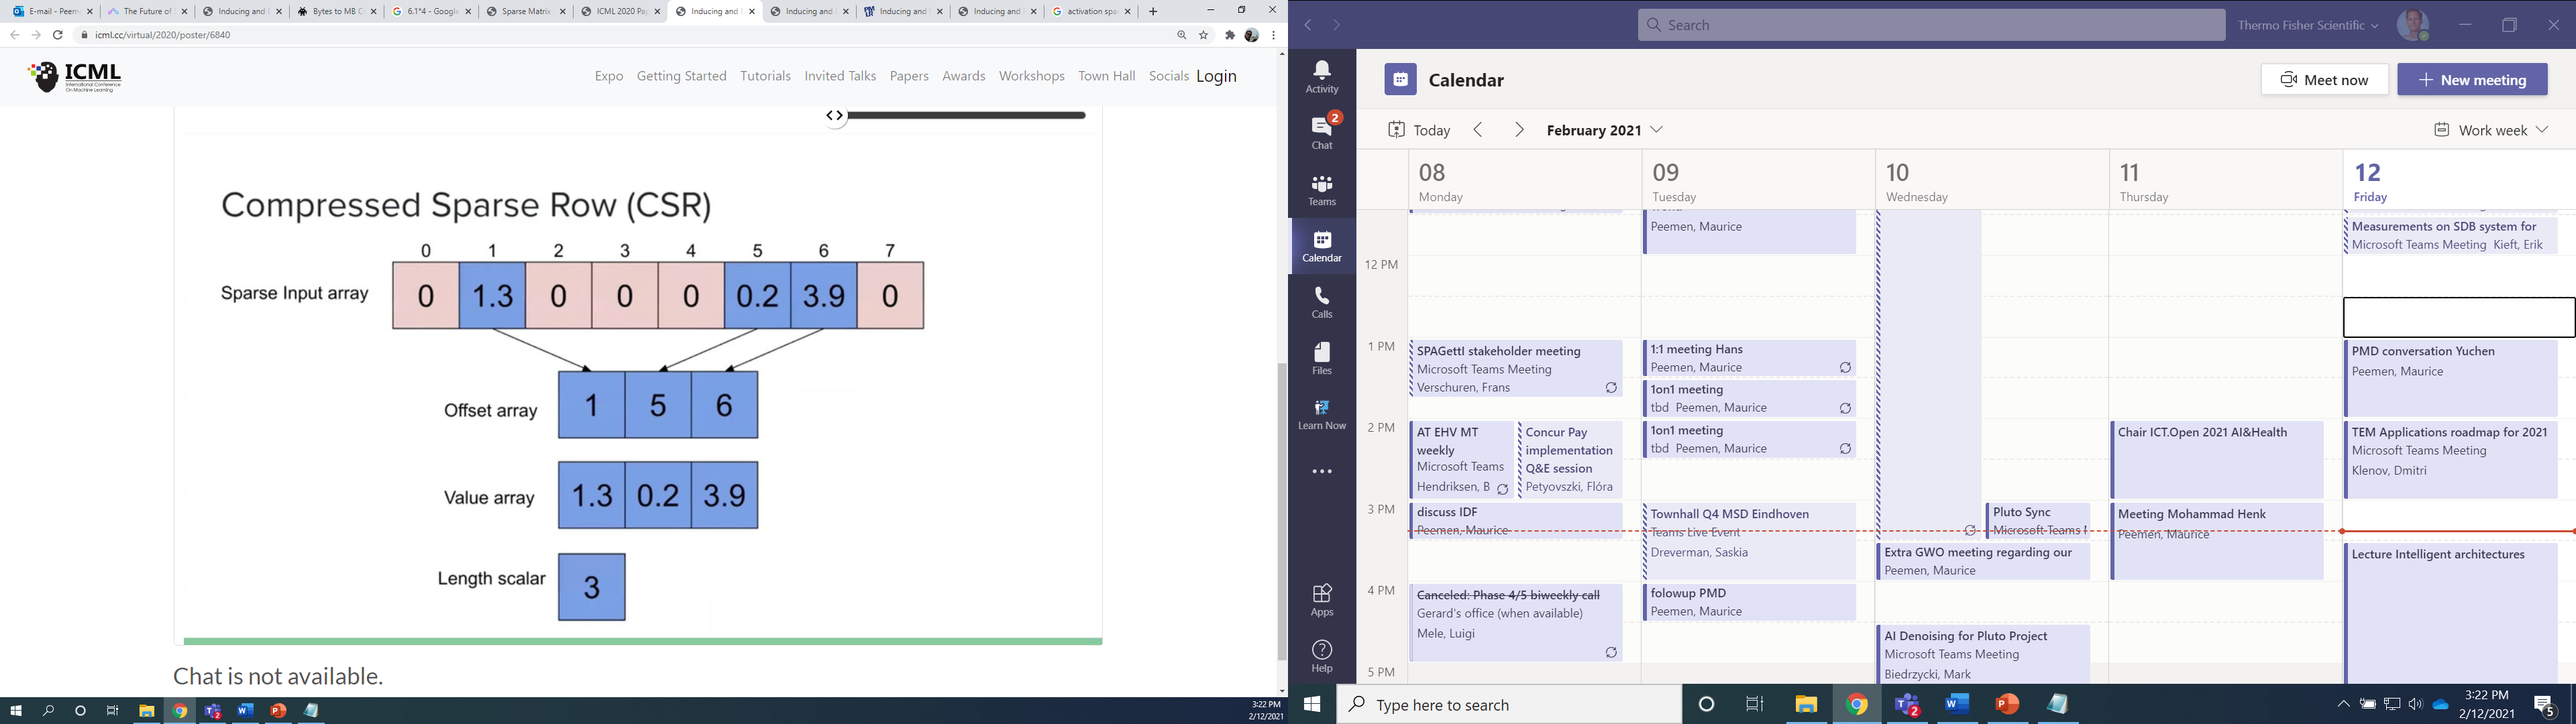 E-mail - Peem
The Future of
Inducing and
Bytes to MB C
6.1*4 - Google
Sparse Matrix
ICML 2020 Pa
Inducing and
Inducing and
Inducing and
Inducing and
activation spa
icml.cc/virtual/2020/poster/6840
ICML
International Conference
On Machine Learning
Expo Getting Started Tutorials Invited Talks Papers Awards Workshops Town Hall Socials Login
Compressed Sparse Row (CSR)
0 1 2 3 4 5 6 7
Sparse Input array 0 1.3 0 0 0 0.2 3.9 0
Offset array 1 5 6
Value array 1.3 0.2 3.9
Length scalar 3
Chat is not available.
3:22 PM
2/12/2021
Search
Thermo Fisher Scientific
Activity
2
Chat
Teams
Calendar
Calls
Files
Learn Now
Apps
Help
Calendar
Meet now
New meeting
Today
February 2021
Work week
08
Monday
09
Tuesday
10
Wednesday
11
Thursday
12
Friday
12 PM
1 PM
2 PM
3 PM
4 PM
5 PM
SPAGettI stakeholder meeting
Microsoft Teams Meeting
Verschuren, Frans
AT EHV MT
weekly
Microsoft Teams
Hendriksen, B
Concur Pay
implementation
Q&E session
Petyovszki, Flóra
discuss IDF
Peemen, Maurice
Canceled: Phase 4/5 biweekly call
Gerard's office (when available)
Mele, Luigi
Peemen, Maurice
1:1 meeting Hans
Peemen, Maurice
1on1 meeting
tbd Peemen, Maurice
1on1 meeting
tbd Peemen, Maurice
Townhall Q4 MSD Eindhoven
Teams Live Event
Dreverman, Saskia
folowup PMD
Peemen, Maurice
Pluto Sync
Microsoft Teams
Extra GWO meeting regarding our
Peemen, Maurice
AI Denoising for Pluto Project
Microsoft Teams Meeting
Biedrzycki, Mark
Chair ICT.Open 2021 AI&Health
Meeting Mohammad Henk
Peemen, Maurice
Measurements on SDB system for
Microsoft Teams Meeting Kieft, Erik
PMD conversation Yuchen
Peemen, Maurice
TEM Applications roadmap for 2021
Microsoft Teams Meeting
Klenov, Dmitri
Lecture Intelligent architectures
Type here to search
3:22 PM
2/12/2021
5